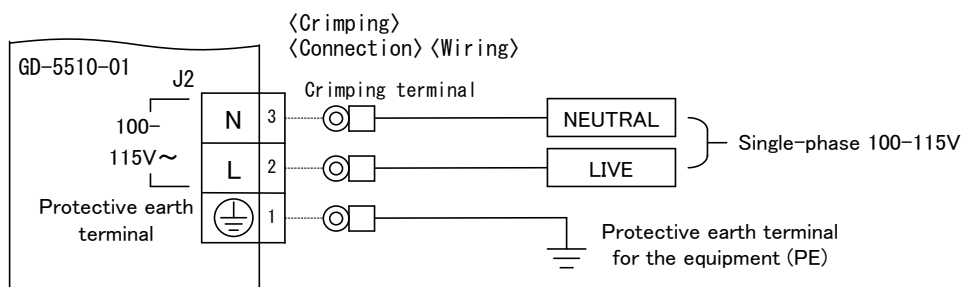 〈Crimping〉
〈Connection〉〈Wiring〉
GD-5510-01
J2
Crimping terminal
100-
115V～
N
3
NEUTRAL
L
2
LIVE
Single-phase 100-115V
Protective earth
terminal
1
Protective earth terminal
for the equipment (PE)